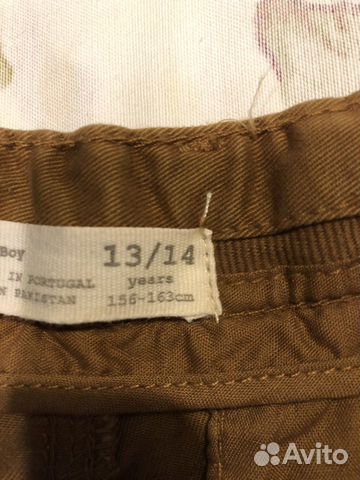 Boy
13/14
IN PORTUGAL
years
N PAKISTAN
156-163cm
Avito